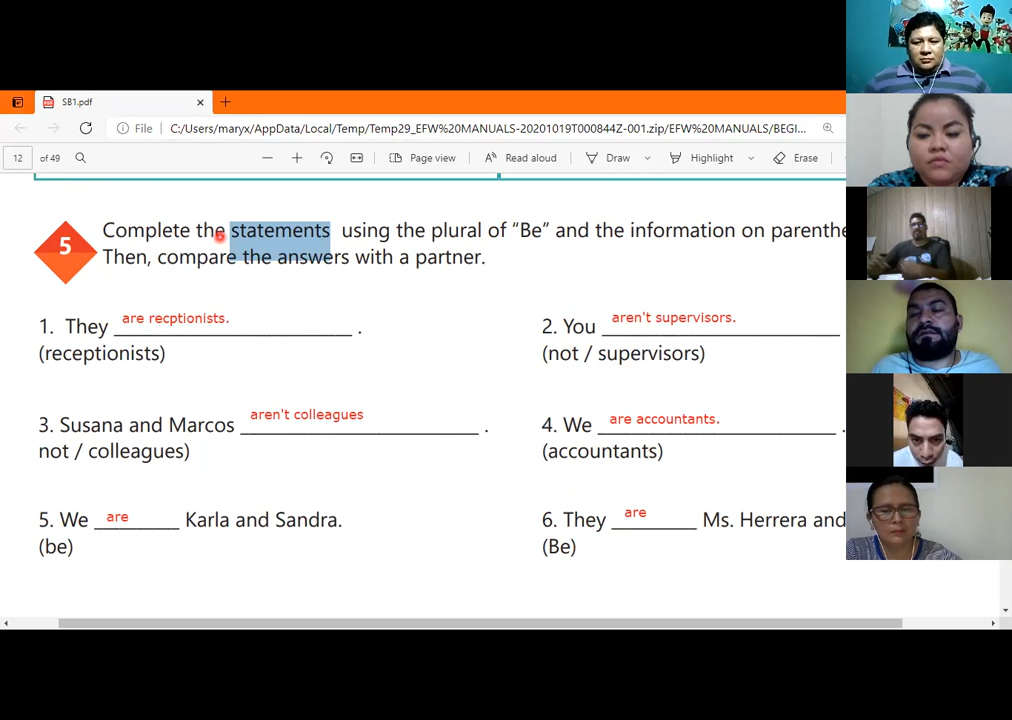 SB1.pdf
File C:/Users/maryx/AppData/Local/Temp/Temp29_EFW%20MANUALS-20201019T000844Z-001.zip/EFW%20MANUALS/BEGI...
12 of 49 Page view Read aloud Draw Highlight Erase
5 Complete the statements using the plural of “Be” and the information on parenthe
Then, compare the answers with a partner.
1. They are recptionists. .
(receptionists)
2. You aren't supervisors.
(not / supervisors)
3. Susana and Marcos aren't colleagues .
not / colleagues)
4. We are accountants. .
(accountants)
5. We are Karla and Sandra.
(be)
6. They are Ms. Herrera and
(Be)